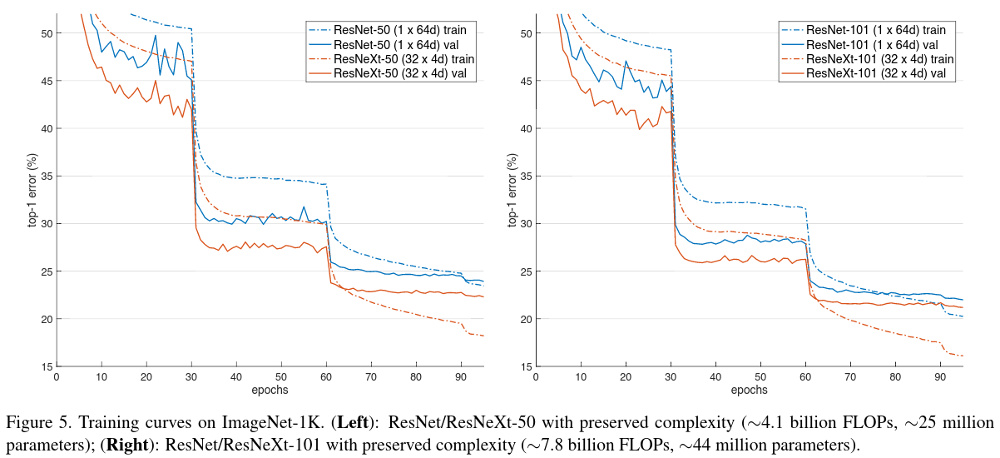 50
45
40
35
30
25
20
15
top-1 error (%)
0 10 20 30 40 50 60 70 80 90
epochs
ResNet-50 (1 x 64d) train
ResNet-50 (1 x 64d) val
ResNeXt-50 (32 x 4d) train
ResNeXt-50 (32 x 4d) val
50
45
40
35
30
25
20
15
top-1 error (%)
0 10 20 30 40 50 60 70 80 90
epochs
ResNet-101 (1 x 64d) train
ResNet-101 (1 x 64d) val
ResNeXt-101 (32 x 4d) train
ResNeXt-101 (32 x 4d) val
Figure 5. Training curves on ImageNet-1K. (Left): ResNet/ResNeXt-50 with preserved complexity (∼4.1 billion FLOPs, ∼25 million
parameters); (Right): ResNet/ResNeXt-101 with preserved complexity (∼7.8 billion FLOPs, ∼44 million parameters).